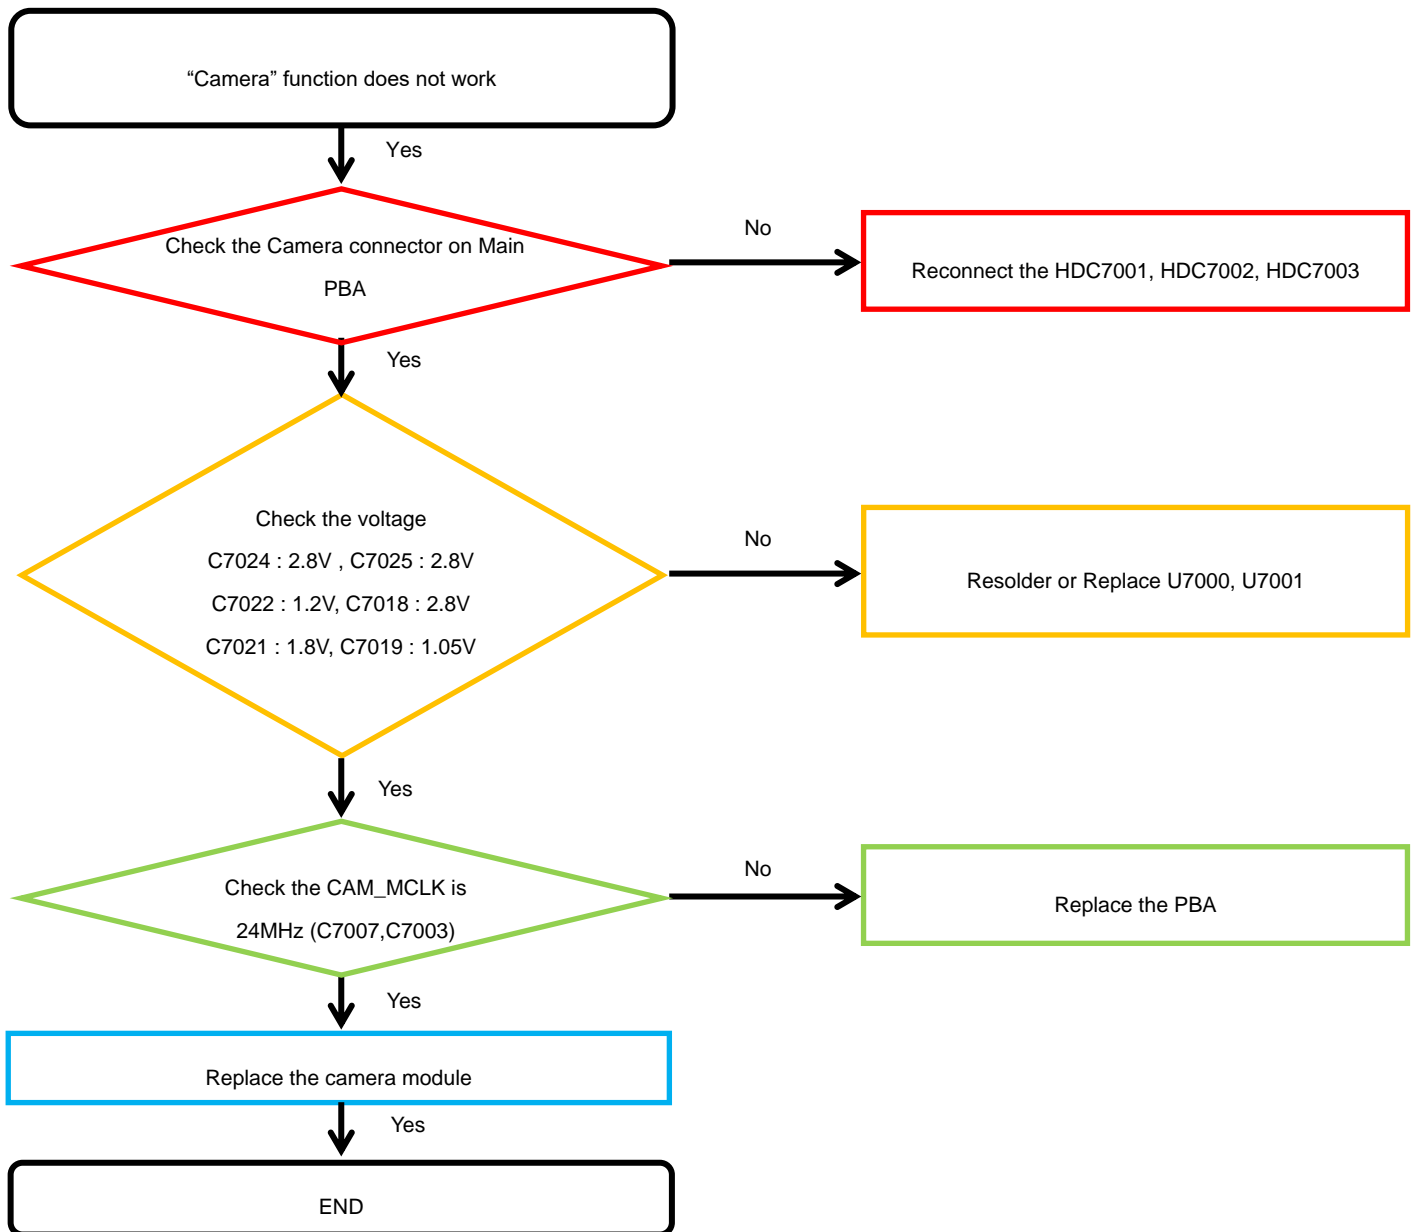 “Camera” function does not work
Yes
Check the Camera connector on Main
PBA
No
Reconnect the HDC7001, HDC7002, HDC7003
Yes
Check the voltage
C7024 : 2.8V , C7025 : 2.8V
C7022 : 1.2V, C7018 : 2.8V
C7021 : 1.8V, C7019 : 1.05V
No
Resolder or Replace U7000, U7001
Yes
Check the CAM_MCLK is
24MHz (C7007,C7003)
No
Replace the PBA
Yes
Replace the camera module
Yes
END